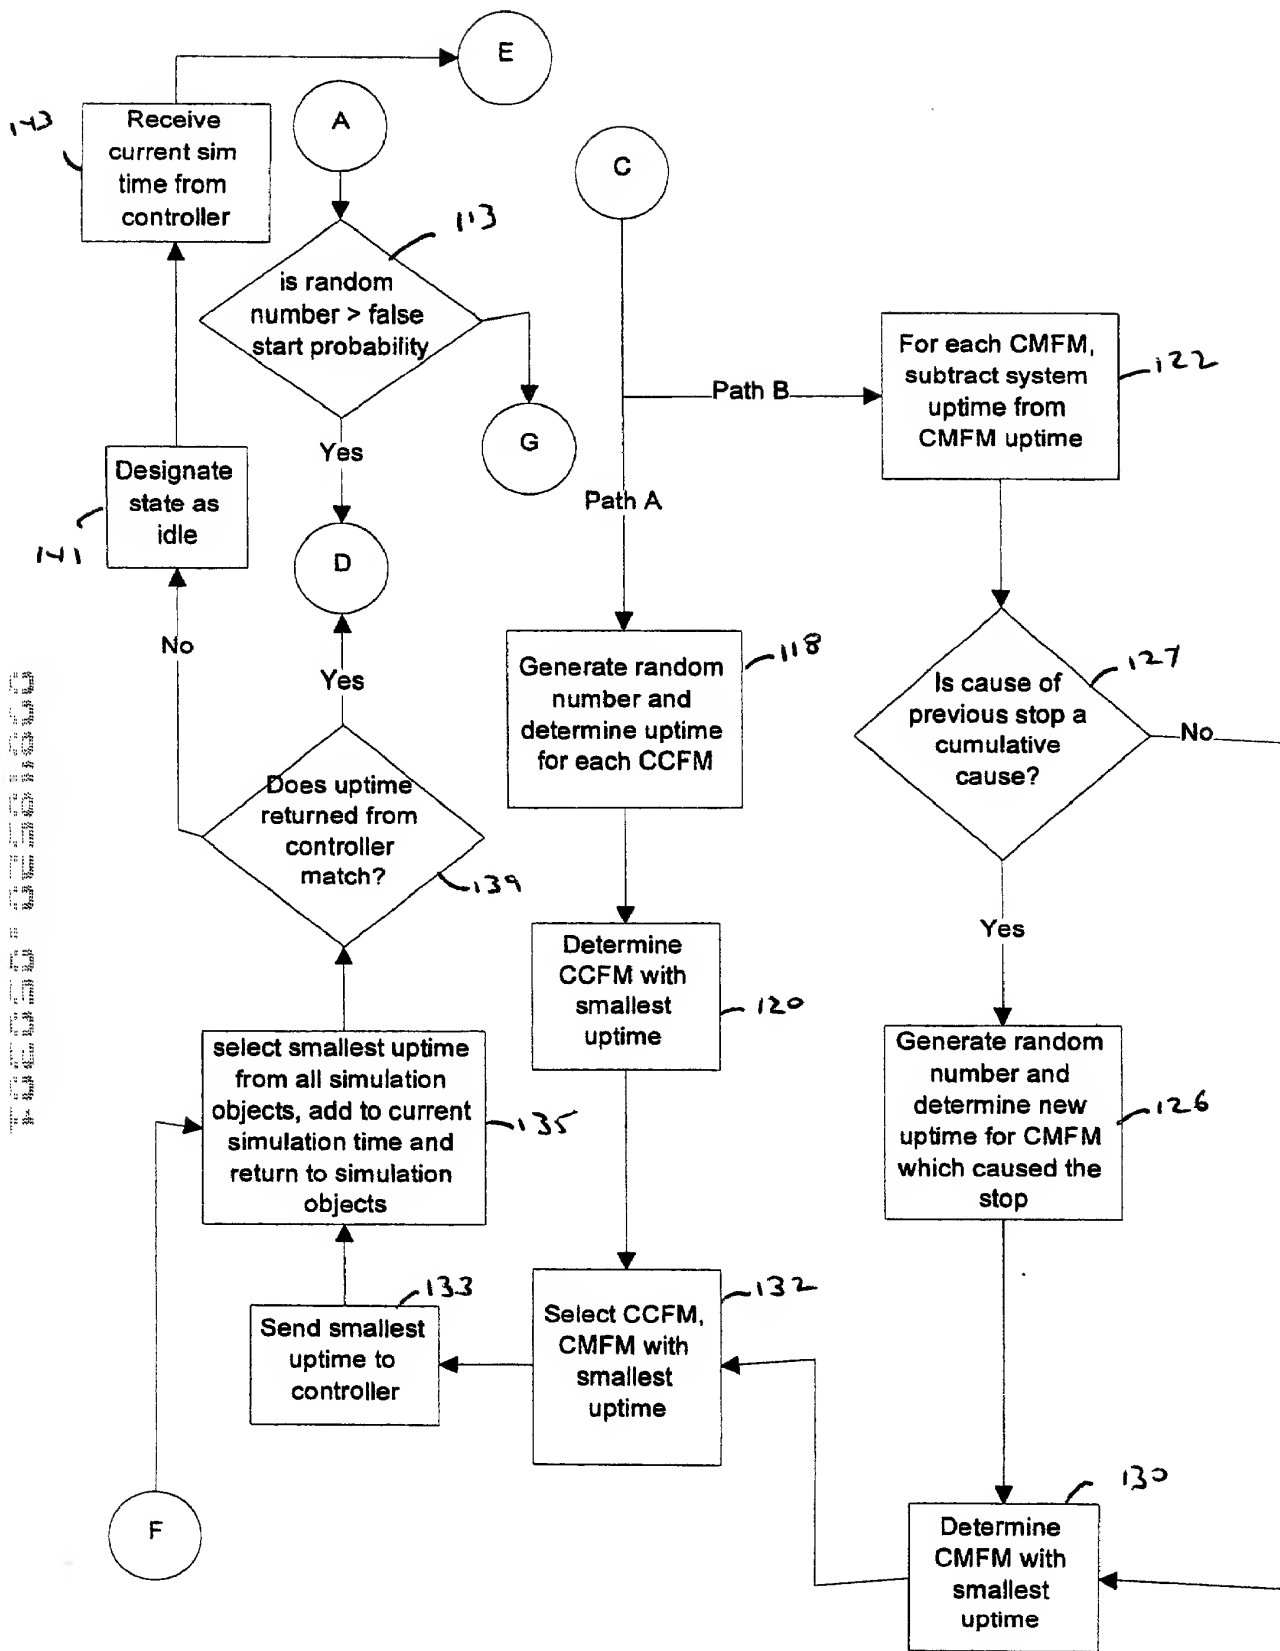 E
143
Receive
current sim
time from
controller
A
C
113
is random
number > false
start probability
For each CMFM,
subtract system
uptime from
CMFM uptime
122
Path B
G
Yes
Designate
state as
idle
141
Path A
D
No
Yes
Generate random
number and
determine uptime
for each CCFM
118
Is cause of
previous stop a
cumulative
cause?
127
No
Does uptime
returned from
controller
match?
139
Yes
Determine
CCFM with
smallest
uptime
120
select smallest uptime
from all simulation
objects, add to current
simulation time and
return to simulation
objects
135
Generate random
number and
determine new
uptime for CMFM
which caused the
stop
126
133
Send smallest
uptime to
controller
Select CCFM,
CMFM with
smallest
uptime
132
F
130
Determine
CMFM with
smallest
uptime